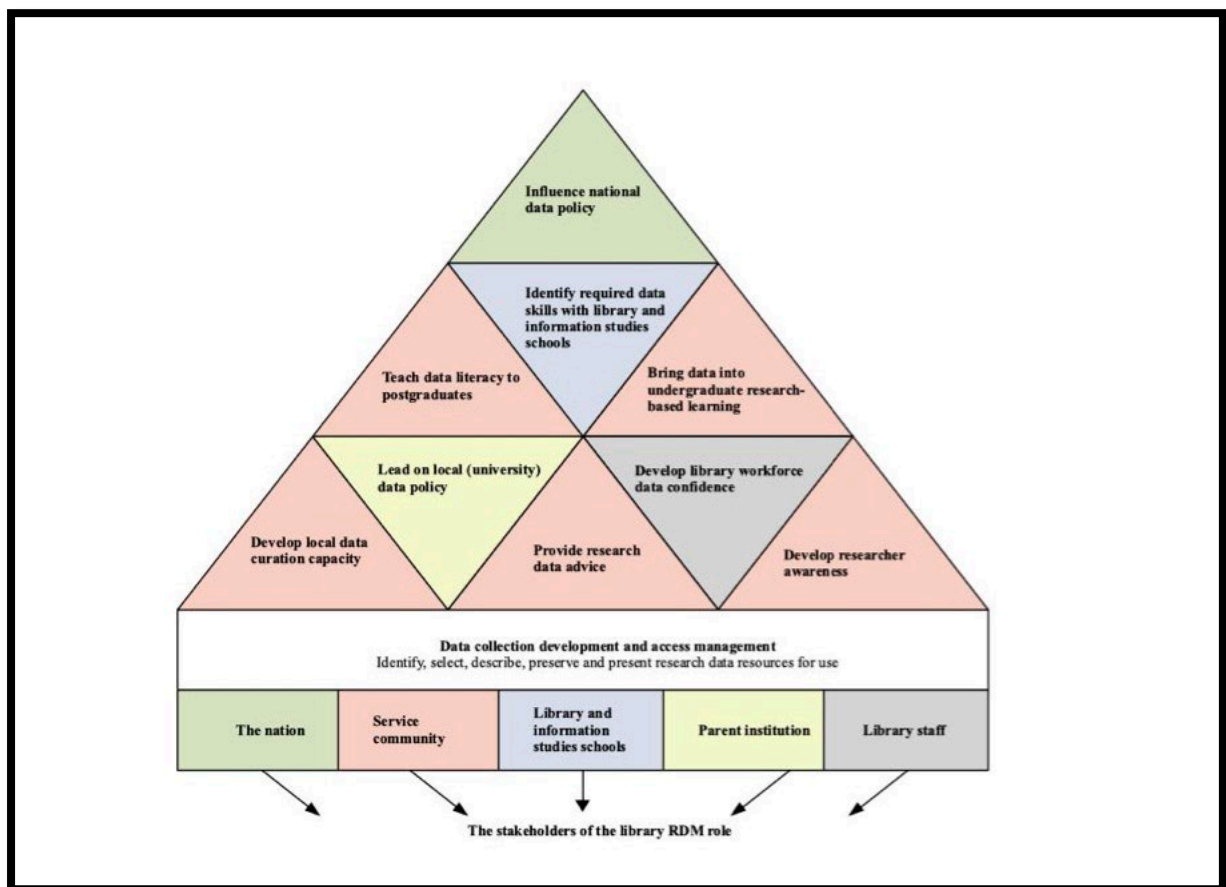 Influence national
data policy
Identify required data
skills with library and
information studies
schools
Teach data literacy to
postgraduates
Bring data into
undergraduate research-
based learning
Lead on local (university)
data policy
Develop library workforce
data confidence
Develop local data
curation capacity
Provide research
data advice
Develop researcher
awareness
Data collection development and access management
Identify, select, describe, preserve and present research data resources for use
The nation
Service
community
Library and
information
studies schools
Parent institution
Library staff
The stakeholders of the library RDM role